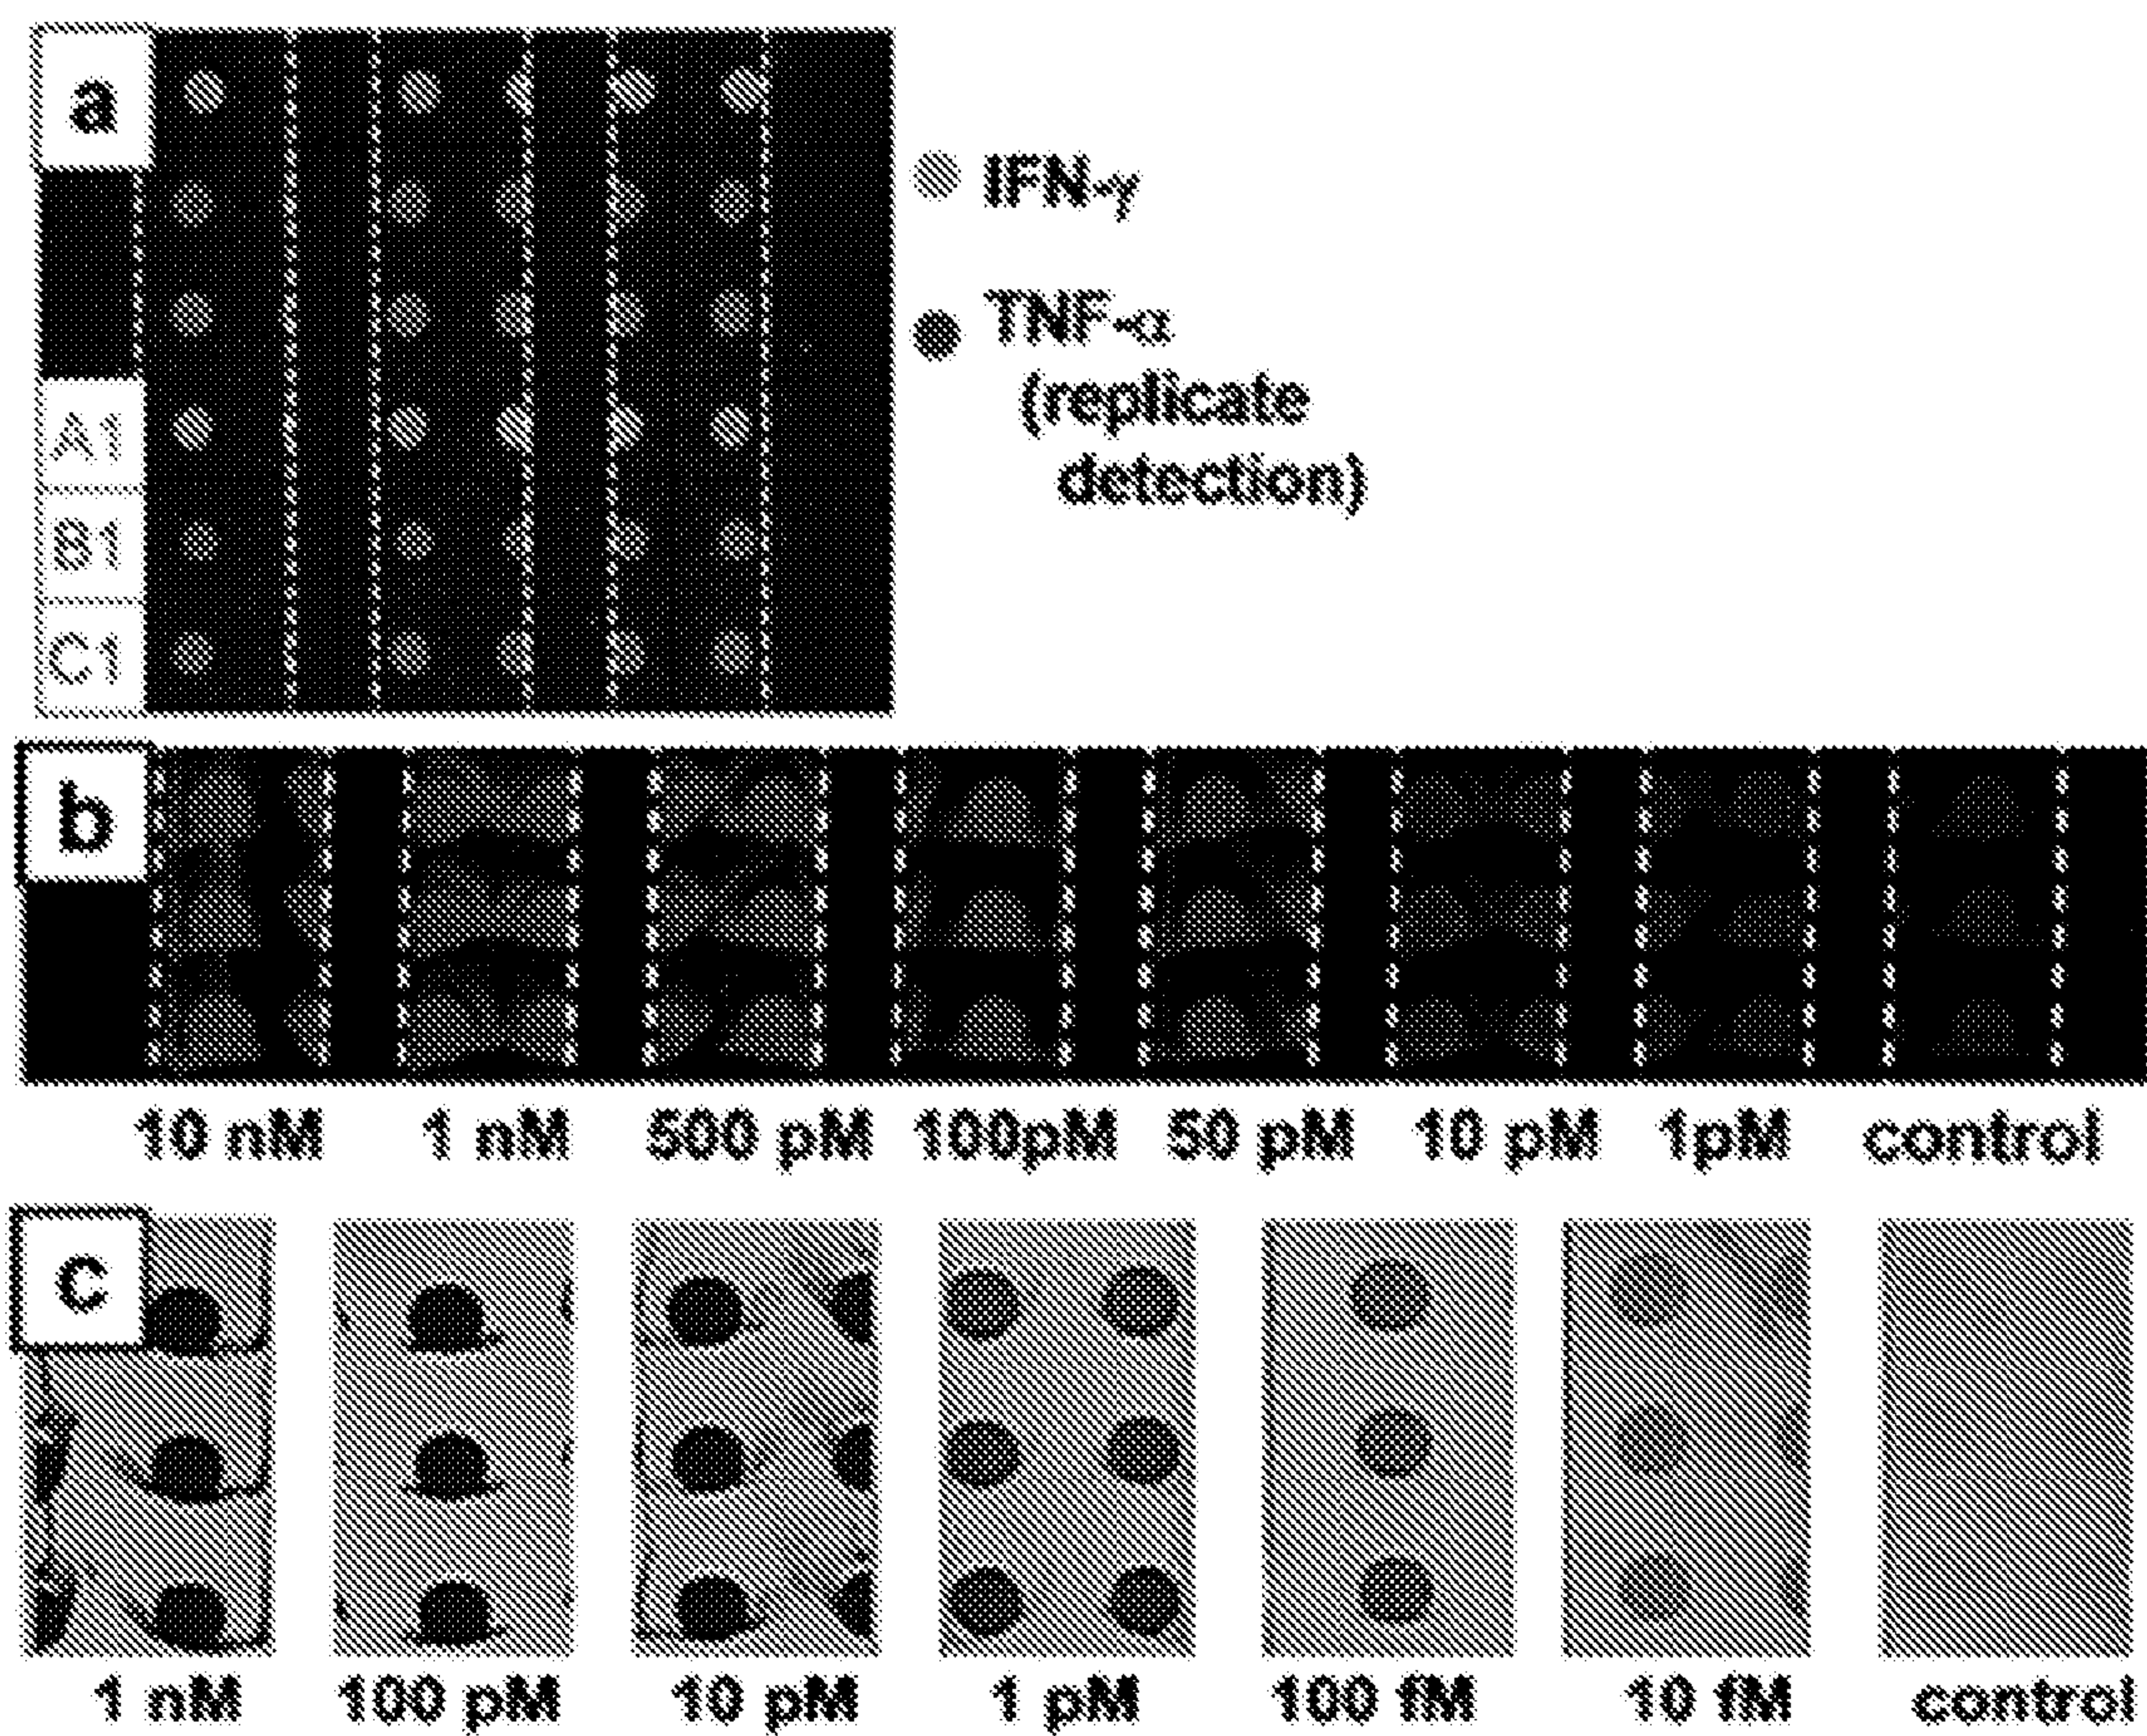 a
IFN-γ
TNF-α
(replicate
detection)
A1
B1
C1
b
10 nM 1 nM 500 pM 100pM 50 pM 10 pM 1pM control
c
1 nM 100 pM 10 pM 1 pM 100 fM 10 fM control